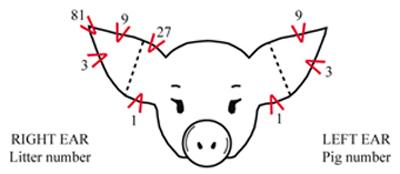 81 9 27 9
3 3
1 1
RIGHT EAR LEFT EAR
Litter number Pig number